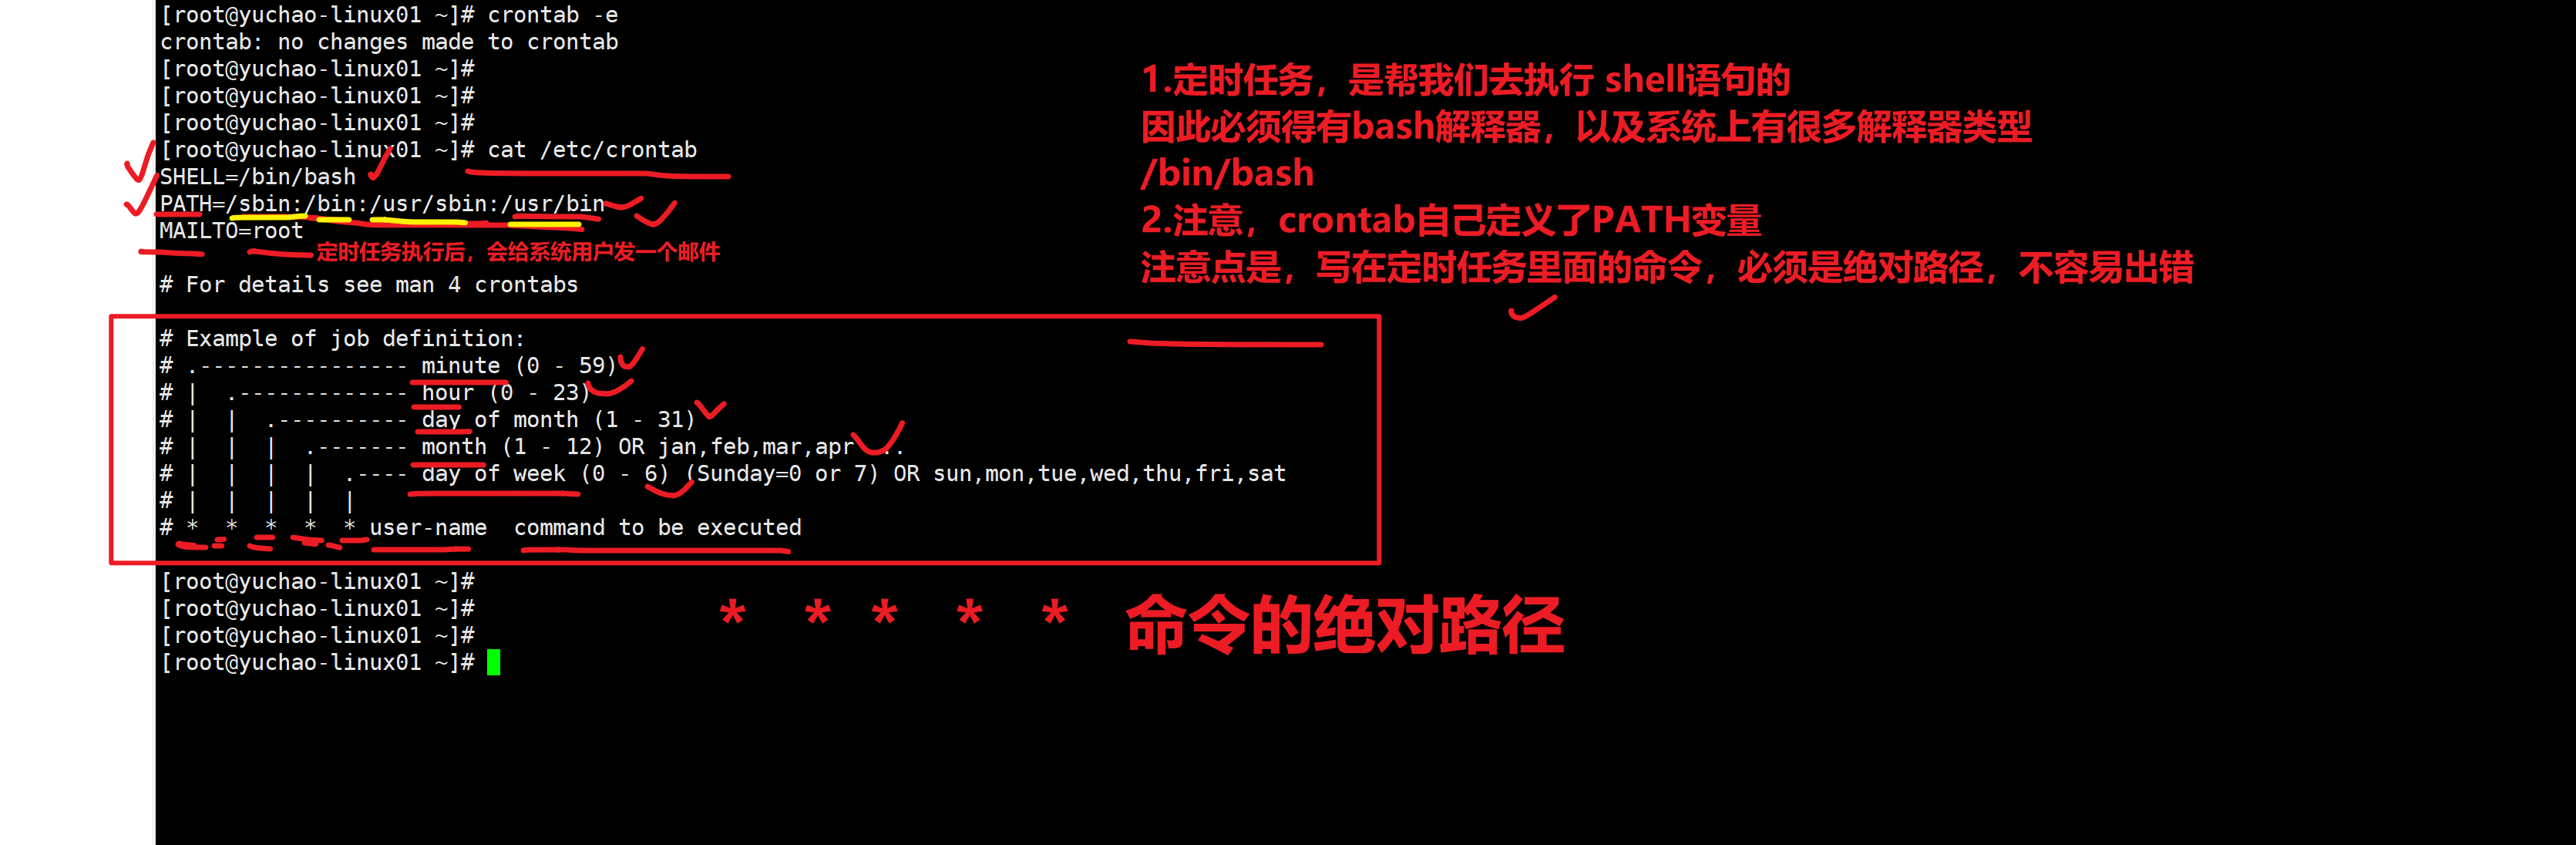 [root@yuchao-linux01 ~]# crontab -e
crontab: no changes made to crontab
[root@yuchao-linux01 ~]#
[root@yuchao-linux01 ~]#
[root@yuchao-linux01 ~]#
[root@yuchao-linux01 ~]# cat /etc/crontab
SHELL=/bin/bash
PATH=/sbin:/bin:/usr/sbin:/usr/bin
MAILTO=root
定时任务执行后，会给系统用户发一个邮件
# For details see man 4 crontabs
1.定时任务，是帮我们去执行 shell语句的
因此必须得有bash解释器，以及系统上有很多解释器类型
/bin/bash
2.注意，crontab自己定义了PATH变量
注意点是，写在定时任务里面的命令，必须是绝对路径，不容易出错
# Example of job definition:
# .---------------- minute (0 - 59)
# |  .------------- hour (0 - 23)
# |  |  .---------- day of month (1 - 31)
# |  |  |  .------- month (1 - 12) OR jan,feb,mar,apr ...
# |  |  |  |  .---- day of week (0 - 6) (Sunday=0 or 7) OR sun,mon,tue,wed,thu,fri,sat
# |  |  |  |  |
# *  *  *  *  * user-name  command to be executed
[root@yuchao-linux01 ~]#
[root@yuchao-linux01 ~]#
[root@yuchao-linux01 ~]#
[root@yuchao-linux01 ~]#
* * * * * 命令的绝对路径